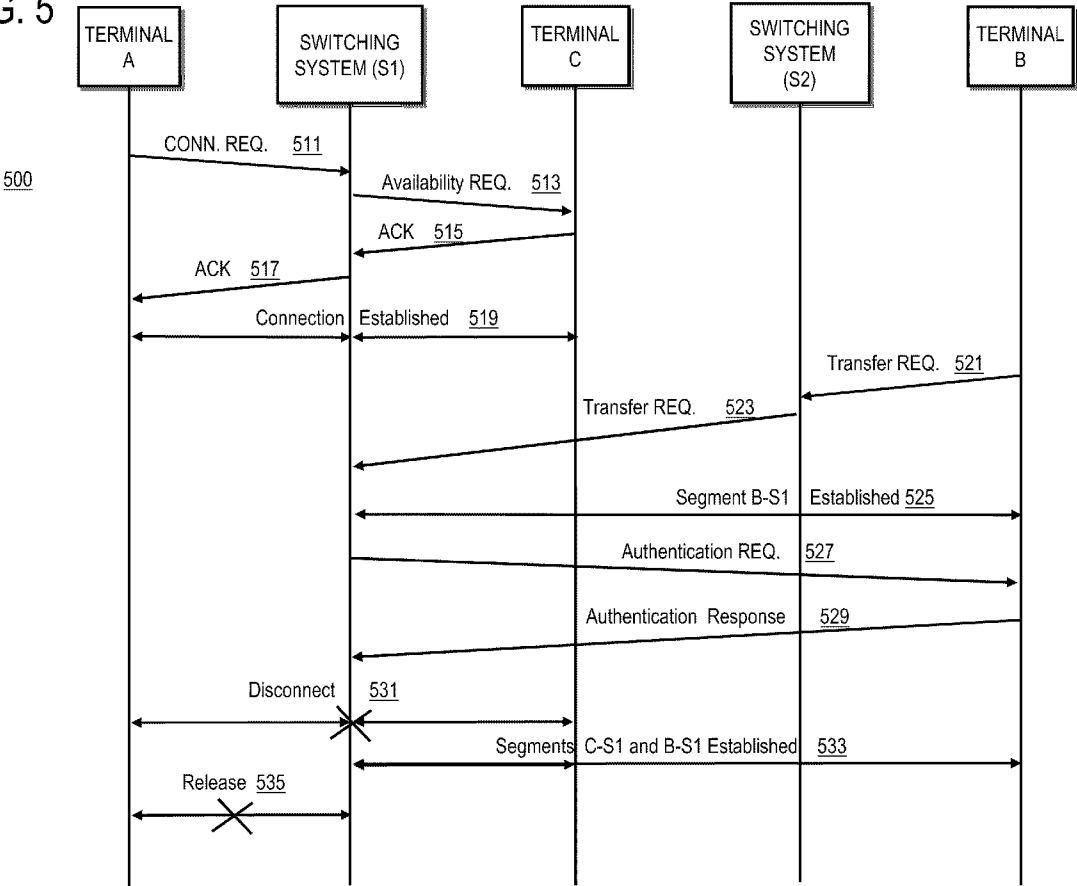 G. 5
TERMINAL
A
SWITCHING
SYSTEM (S1)
TERMINAL
C
SWITCHING
SYSTEM
(S2)
TERMINAL
B
CONN. REQ. 511
500
Availability REQ. 513
ACK 515
ACK 517
Connection Established 519
Transfer REQ. 521
Transfer REQ. 523
Segment B-S1 Established 525
Authentication REQ. 527
Authentication Response 529
Disconnect 531
Segments C-S1 and B-S1 Established 533
Release 535